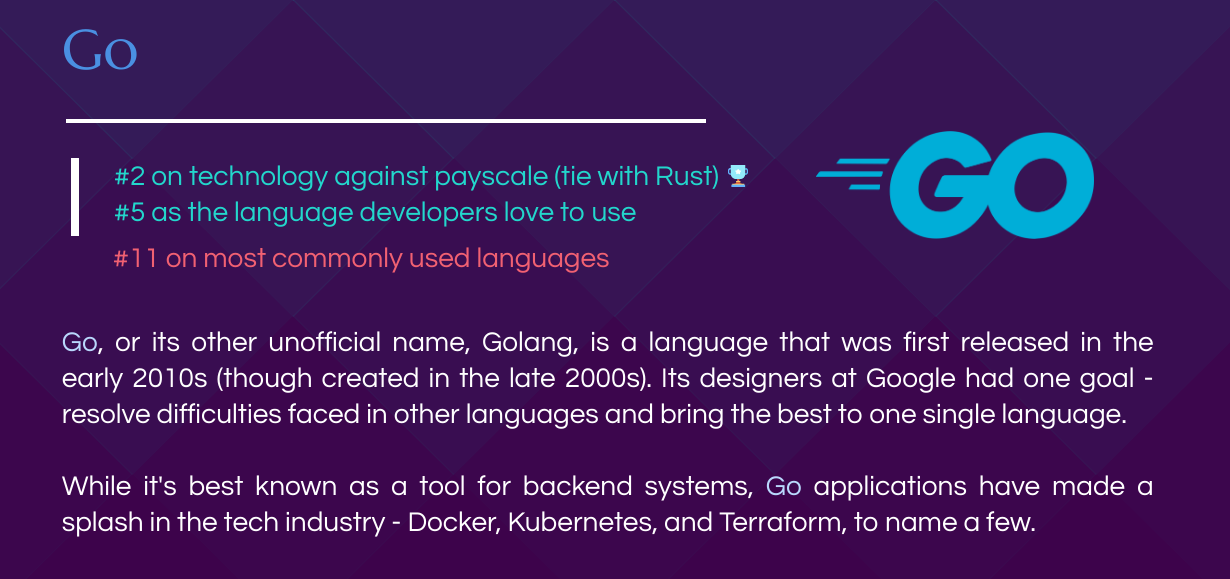 Go
#2 on technology against payscale (tie with Rust) 🏆
#5 as the language developers love to use
#11 on most commonly used languages
GO
Go, or its other unofficial name, Golang, is a language that was first released in the
early 2010s (though created in the late 2000s). Its designers at Google had one goal -
resolve difficulties faced in other languages and bring the best to one single language.
While it's best known as a tool for backend systems, Go applications have made a
splash in the tech industry - Docker, Kubernetes, and Terraform, to name a few.